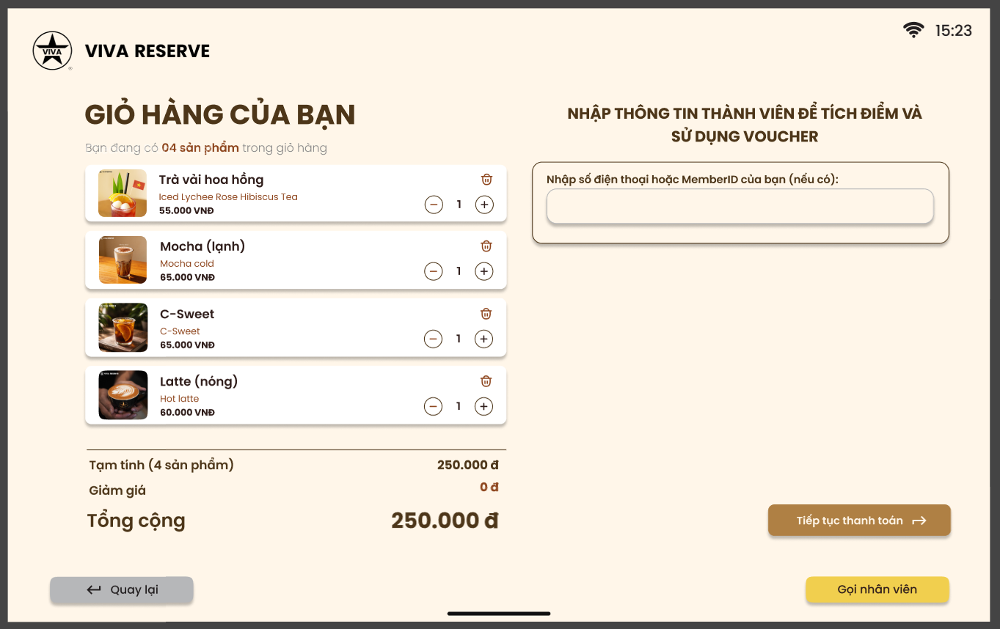 15:23
VIVA
VIVA RESERVE
GIỎ HÀNG CỦA BẠN
Bạn đang có 04 sản phẩm trong giỏ hàng
Trà vải hoa hồng
Iced Lychee Rose Hibiscus Tea
55.000 VNĐ
1
Mocha (lạnh)
Mocha cold
65.000 VNĐ
1
C-Sweet
C-Sweet
65.000 VNĐ
1
VIVA RESERVE
Latte (nóng)
Hot latte
60.000 VNĐ
1
Tạm tính (4 sản phẩm) 250.000 đ
Giảm giá 0 đ
Tổng cộng 250.000 đ
NHẬP THÔNG TIN THÀNH VIÊN ĐỂ TÍCH ĐIỂM VÀ
SỬ DỤNG VOUCHER
Nhập số điện thoại hoặc MemberID của bạn (nếu có):
Tiếp tục thanh toán
Quay lại
Gọi nhân viên